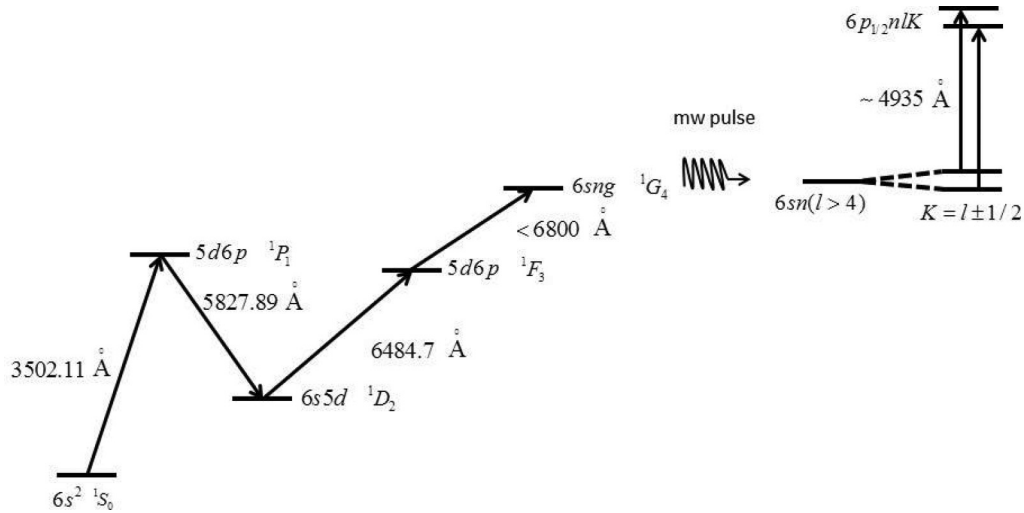 6p₁/₂nlK
~ 4935 Å
mw pulse
6sng ¹G₄
6sn(l > 4)
K = l ± 1/2
< 6800 Å
5d6p ¹P₁
5d6p ¹F₃
5827.89 Å
6484.7 Å
3502.11 Å
6s5d ¹D₂
6s² ¹S₀